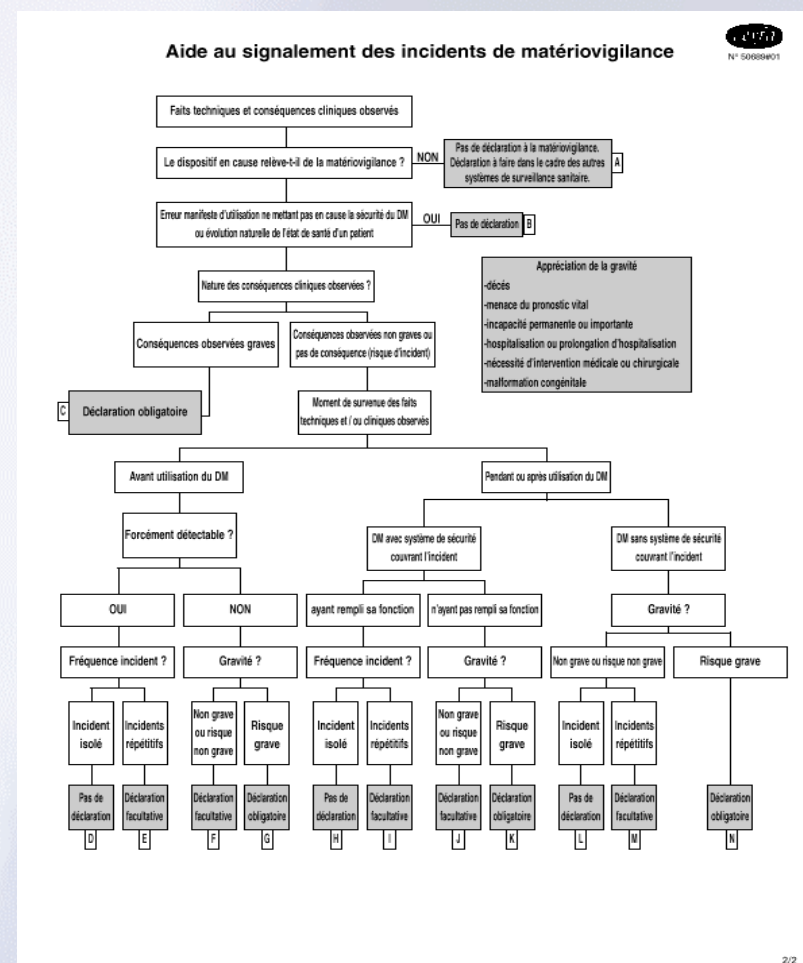 Aide au signalement des incidents de matériovigilance
cerfa
N° 50689#01
Faits techniques et conséquences cliniques observés
Le dispositif en cause relève-t-il de la matériovigilance ?
NON
Pas de déclaration à la matériovigilance.
Déclaration à faire dans le cadre des autres
systèmes de surveillance sanitaire.
A
Erreur manifeste d'utilisation ne mettant pas en cause la sécurité du DM
ou évolution naturelle de l'état de santé d'un patient
OUI
Pas de déclaration
B
Nature des conséquences cliniques observées ?
Appréciation de la gravité
-décés
-menace du pronostic vital
-incapacité permanente ou importante
-hospitalisation ou prolongation d'hospitalisation
-nécessité d'intervention médicale ou chirurgicale
-malformation congénitale
Conséquences observées graves
Conséquences observées non graves ou
pas de conséquence (risque d'incident)
C
Déclaration obligatoire
Moment de survenue des faits
techniques et / ou cliniques observés
Avant utilisation du DM
Pendant ou après utilisation du DM
Forcément détectable ?
DM avec système de sécurité
couvrant l'incident
DM sans système de sécurité
couvrant l'incident
OUI
NON
ayant rempli sa fonction
n'ayant pas rempli sa fonction
Gravité ?
Fréquence incident ?
Gravité ?
Fréquence incident ?
Gravité ?
Non grave ou risque non grave
Risque grave
Incident
isolé
Incidents
répétitifs
Non grave
ou risque
non grave
Risque
grave
Incident
isolé
Incidents
répétitifs
Non grave
ou risque
non grave
Risque
grave
Incident
isolé
Incidents
répétitifs
Pas de
déclaration
Déclaration
facultative
Déclaration
facultative
Déclaration
obligatoire
Pas de
déclaration
Déclaration
facultative
Déclaration
facultative
Déclaration
obligatoire
Pas de
déclaration
Déclaration
facultative
Déclaration
obligatoire
D
E
F
G
H
I
J
K
L
M
N
2/2